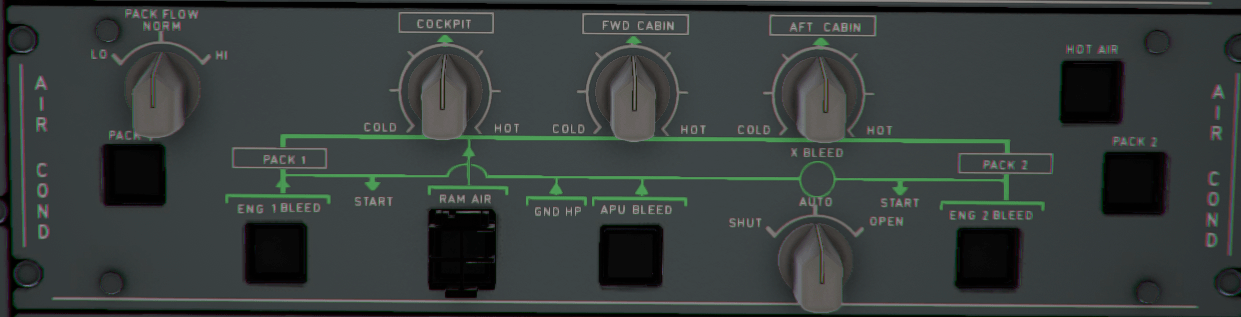 PACK FLOW
NORM
LO
HI
COCKPIT
FWD CABIN
AFT CABIN
HOT AIR
COLD
HOT
COLD
HOT
COLD
HOT
AIR COND
PACK
PACK 1
X BLEED
PACK 2
PACK 2
AIR COND
ENG 1 BLEED
START
RAM AIR
GND HP
APU BLEED
AUTO
START
ENG 2 BLEED
SHUT
OPEN